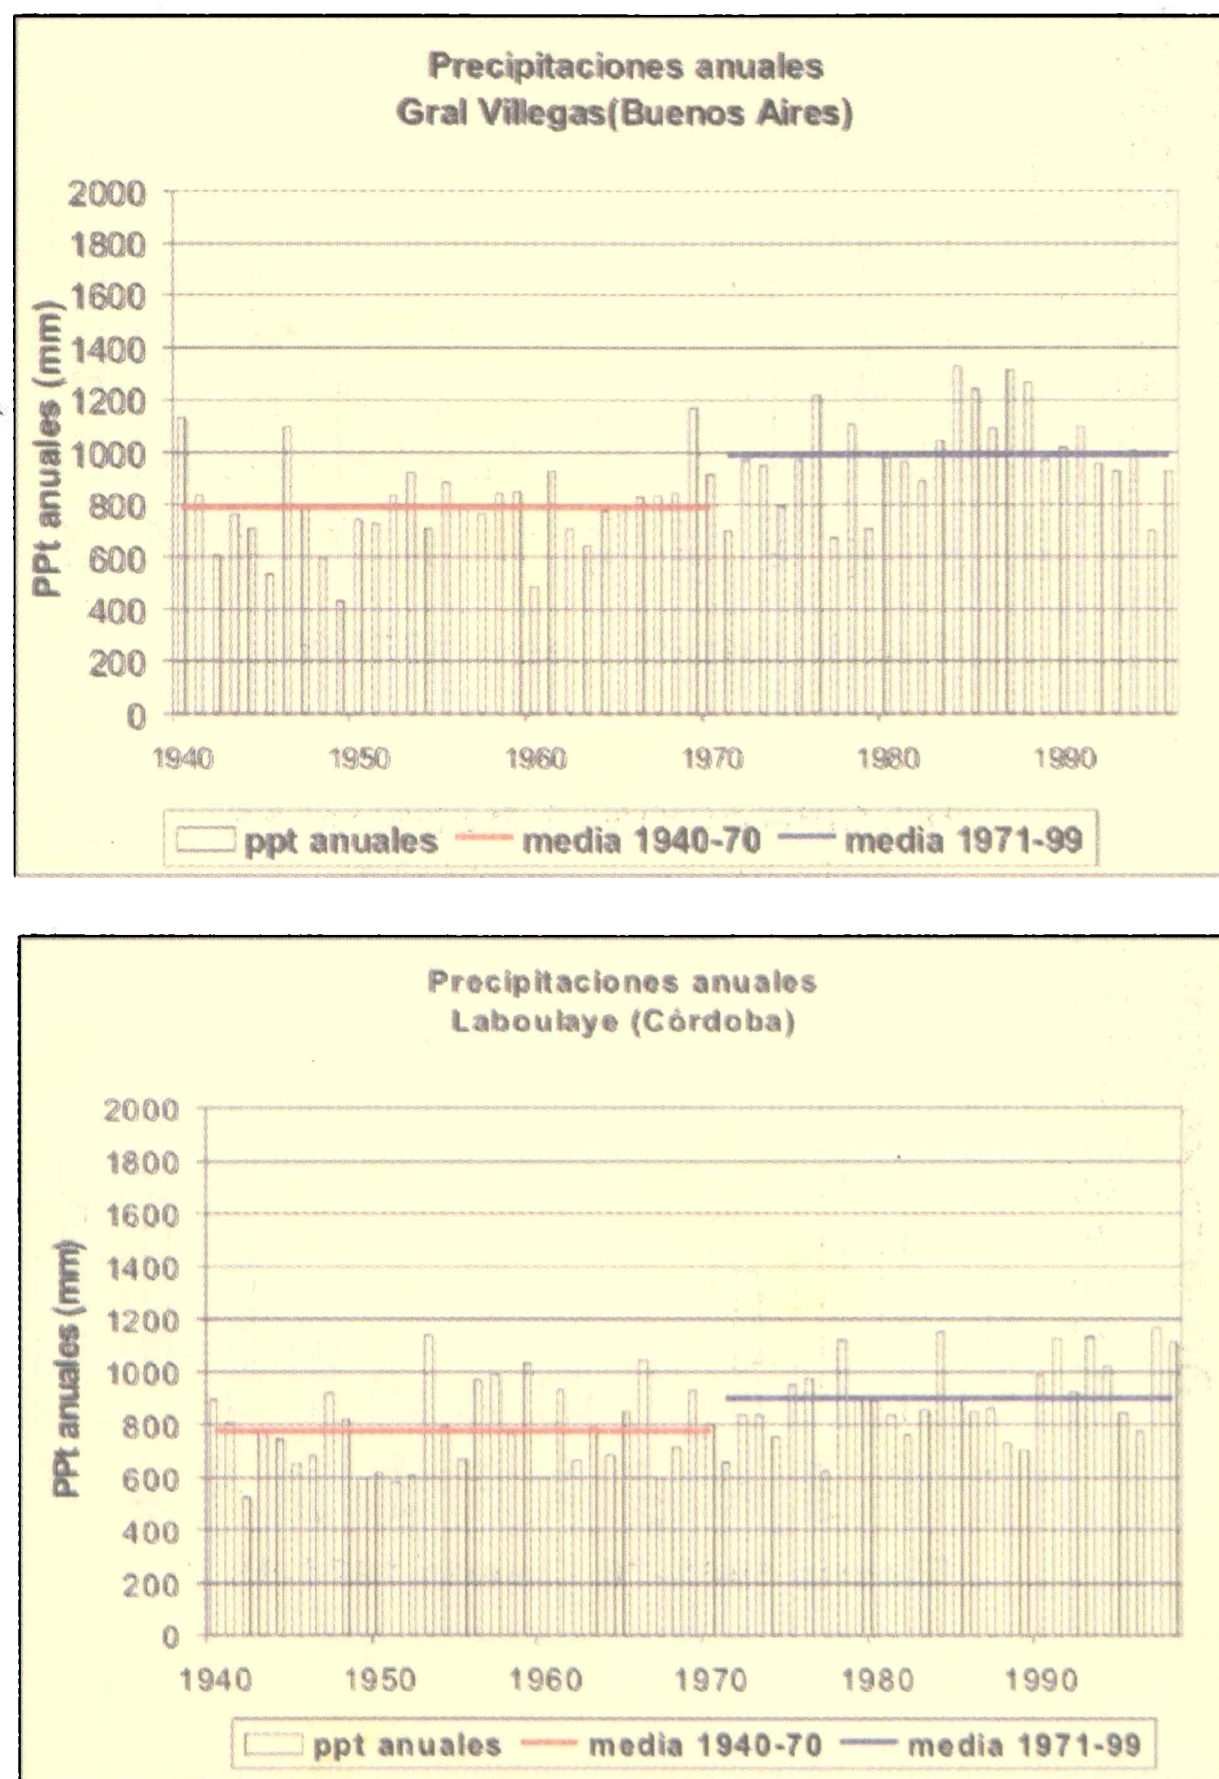 Precipitaciones anuales
Gral Villegas(Buenos Aires)
PPt anuales (mm)
2000
1800
1600
1400
1200
1000
800
600
400
200
0
1940 1950 1960 1970 1980 1990
ppt anuales media 1940-70 media 1971-99
Precipitaciones anuales
Laboulaye (Córdoba)
PPt anuales (mm)
2000
1800
1600
1400
1200
1000
800
600
400
200
0
1940 1950 1960 1970 1980 1990
ppt anuales media 1940-70 media 1971-99